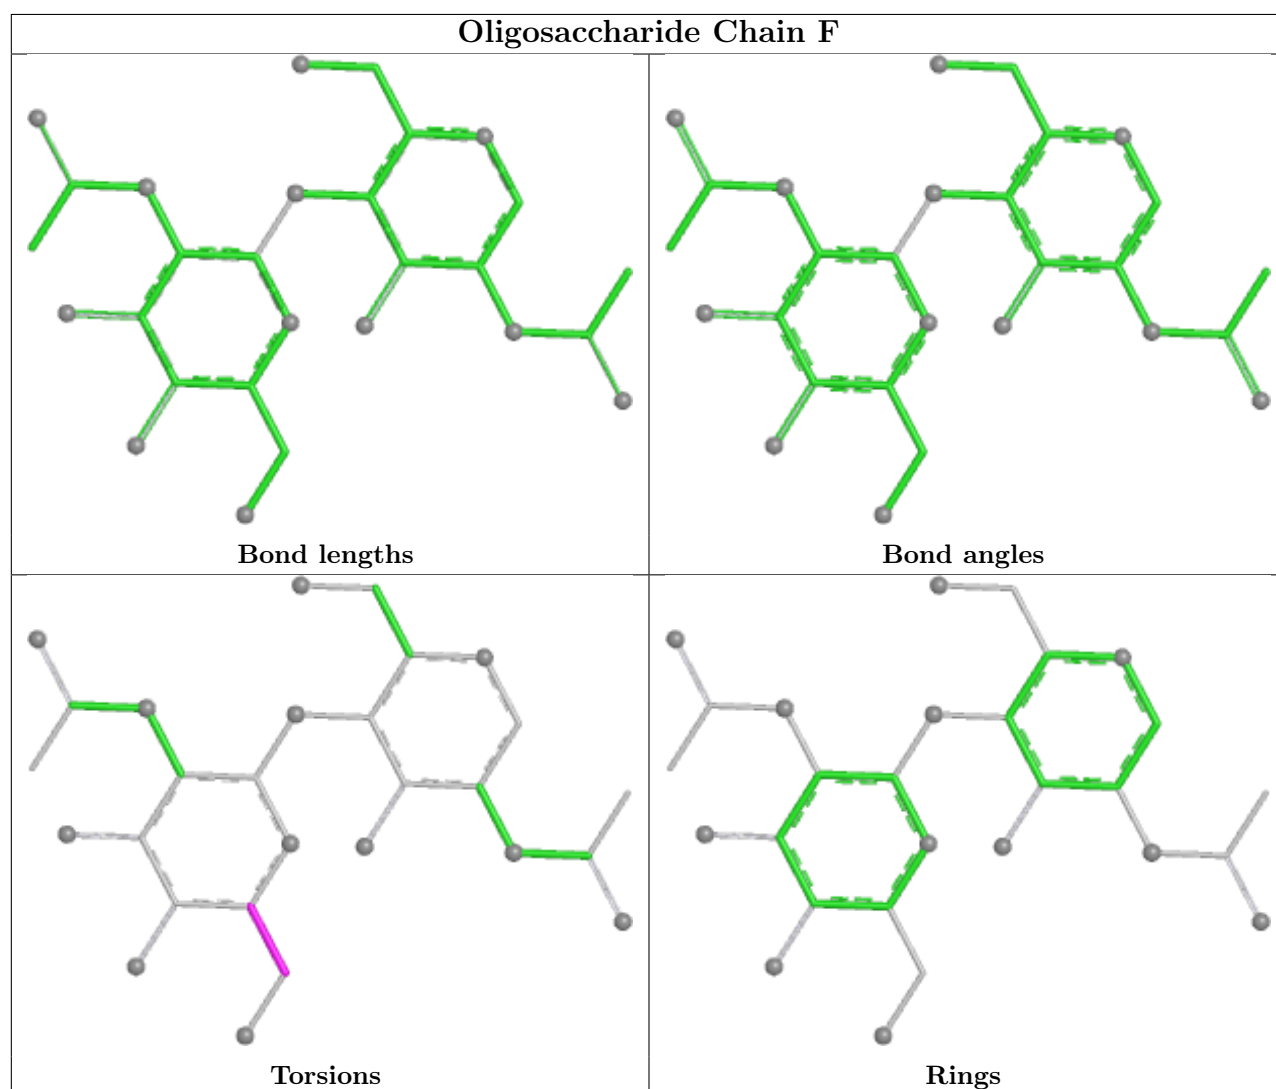 Oligosaccharide Chain F
Bond lengths
Bond angles
Torsions
Rings